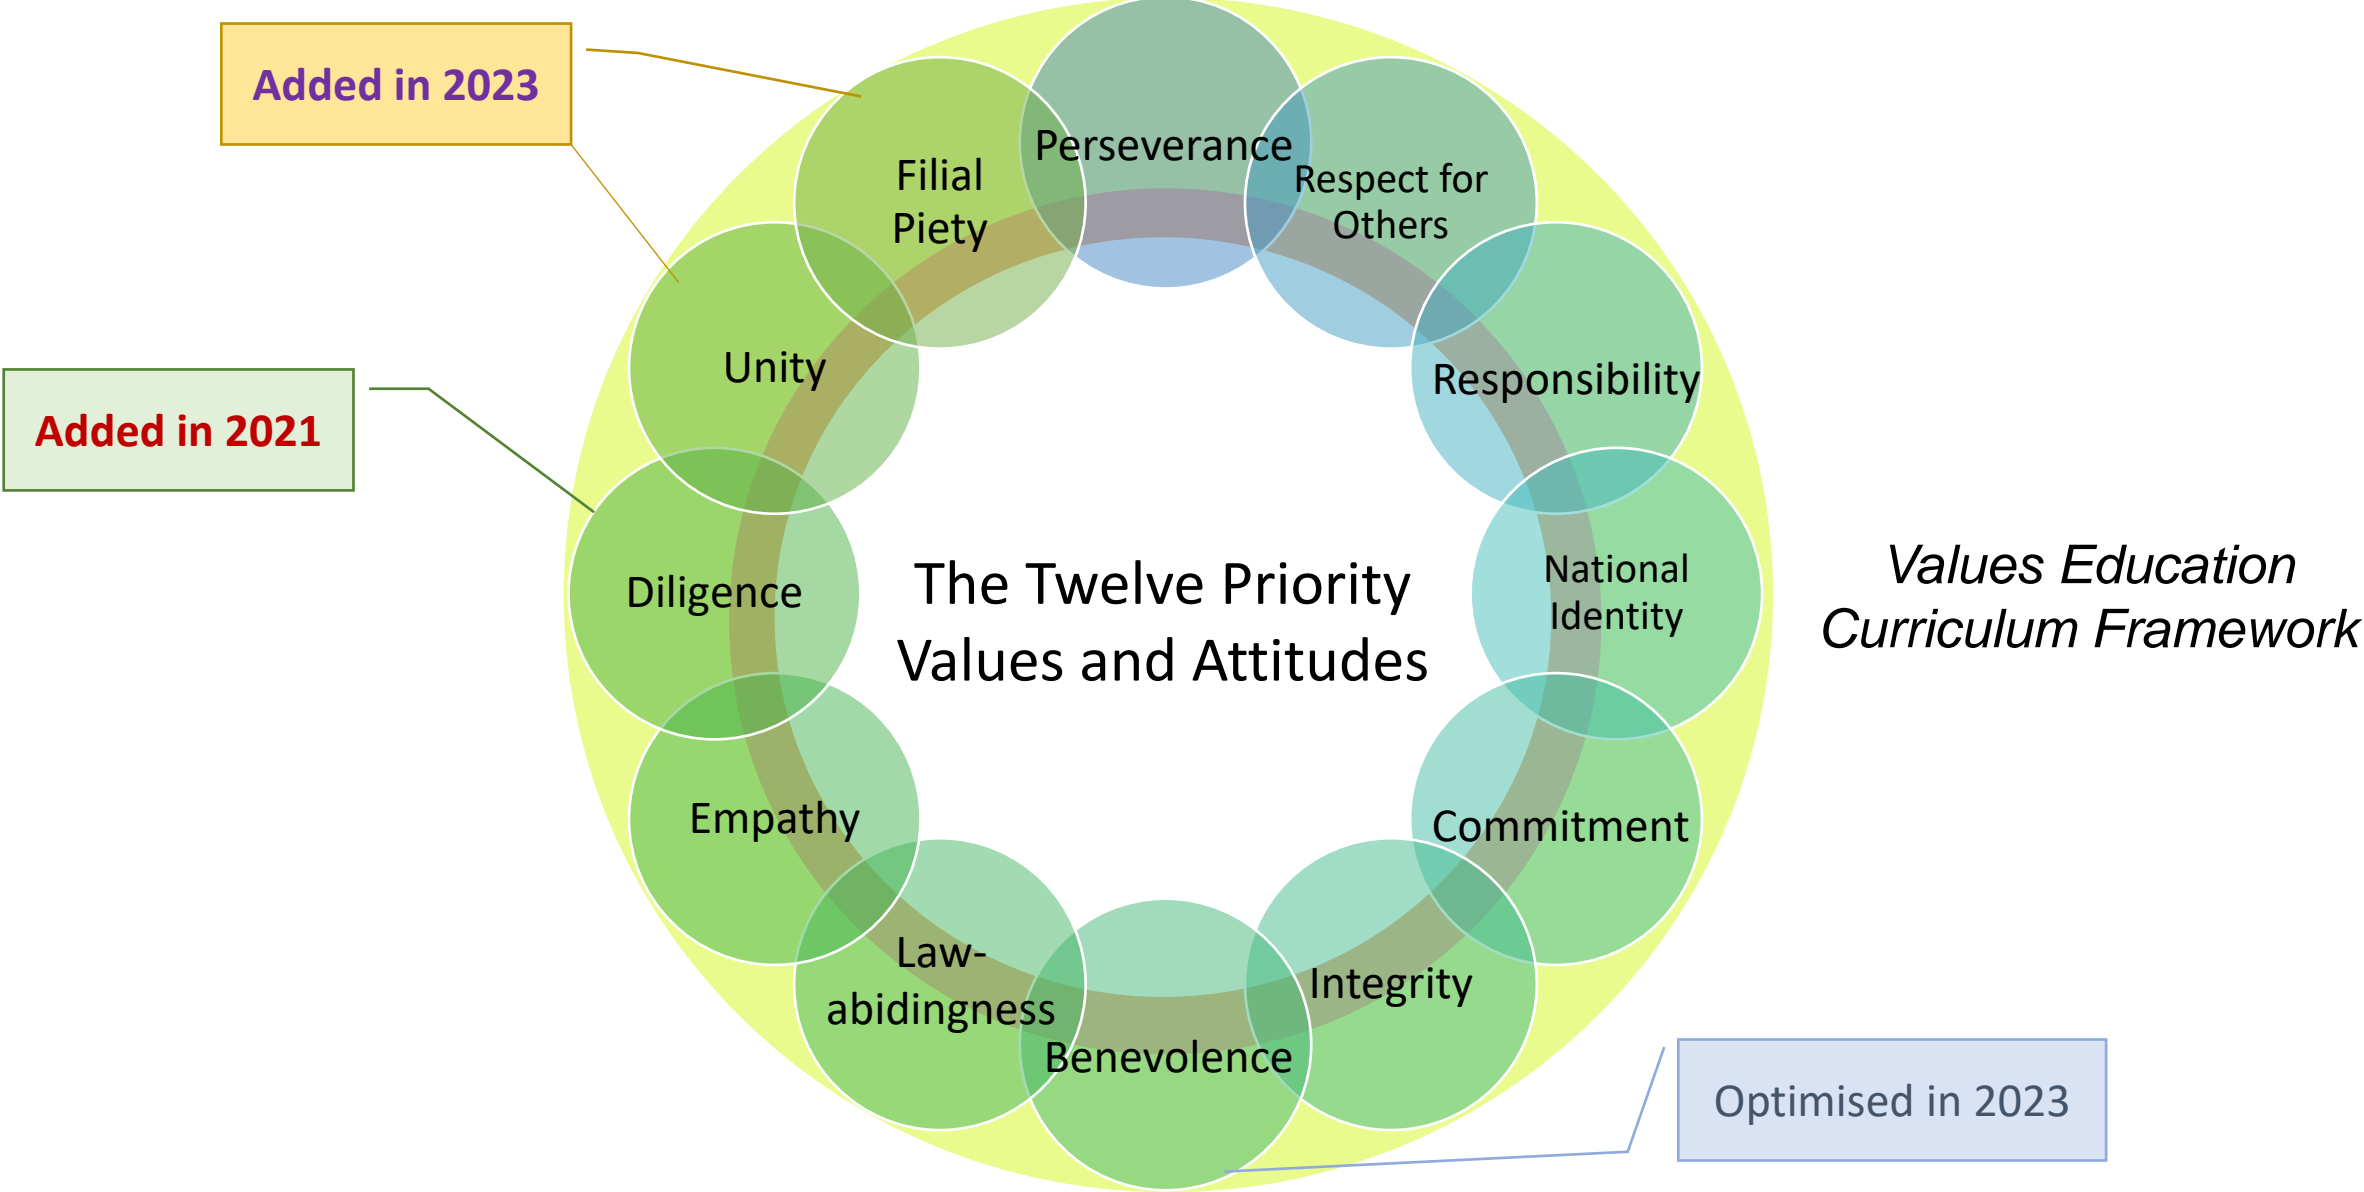 Added in 2023
Perseverance
Filial
Piety
Respect for
Others
Unity
Responsibility
Added in 2021
Diligence
The Twelve Priority
Values and Attitudes
National
Identity
Values Education
Curriculum Framework
Empathy
Commitment
Law-
abidingness
Integrity
Benevolence
Optimised in 2023